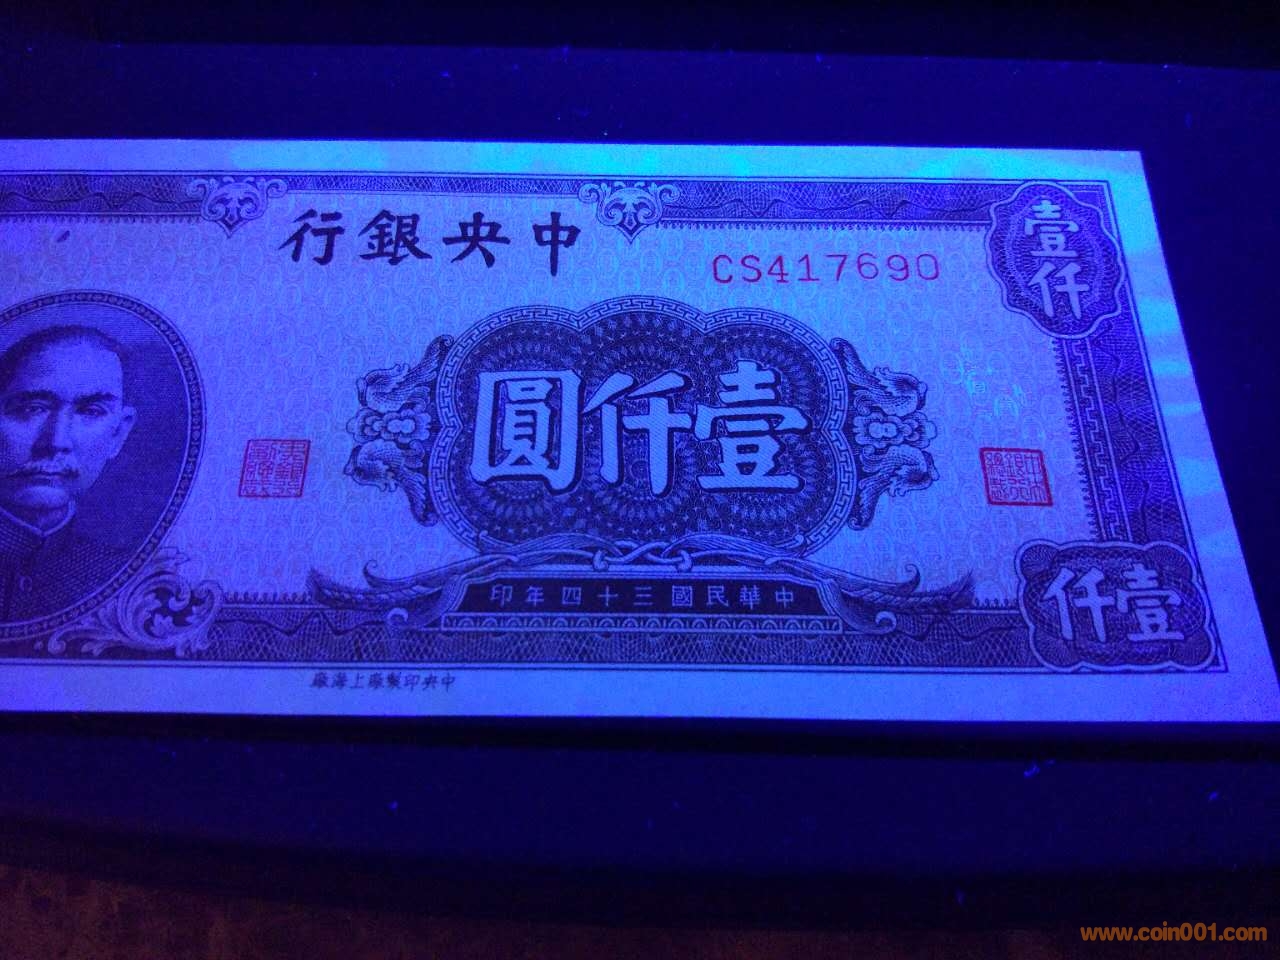 中央銀行
CS417690
壹仟
壹仟圓
中華民國三十四年印
壹仟
中央印製廠上海廠
www.coin001.com